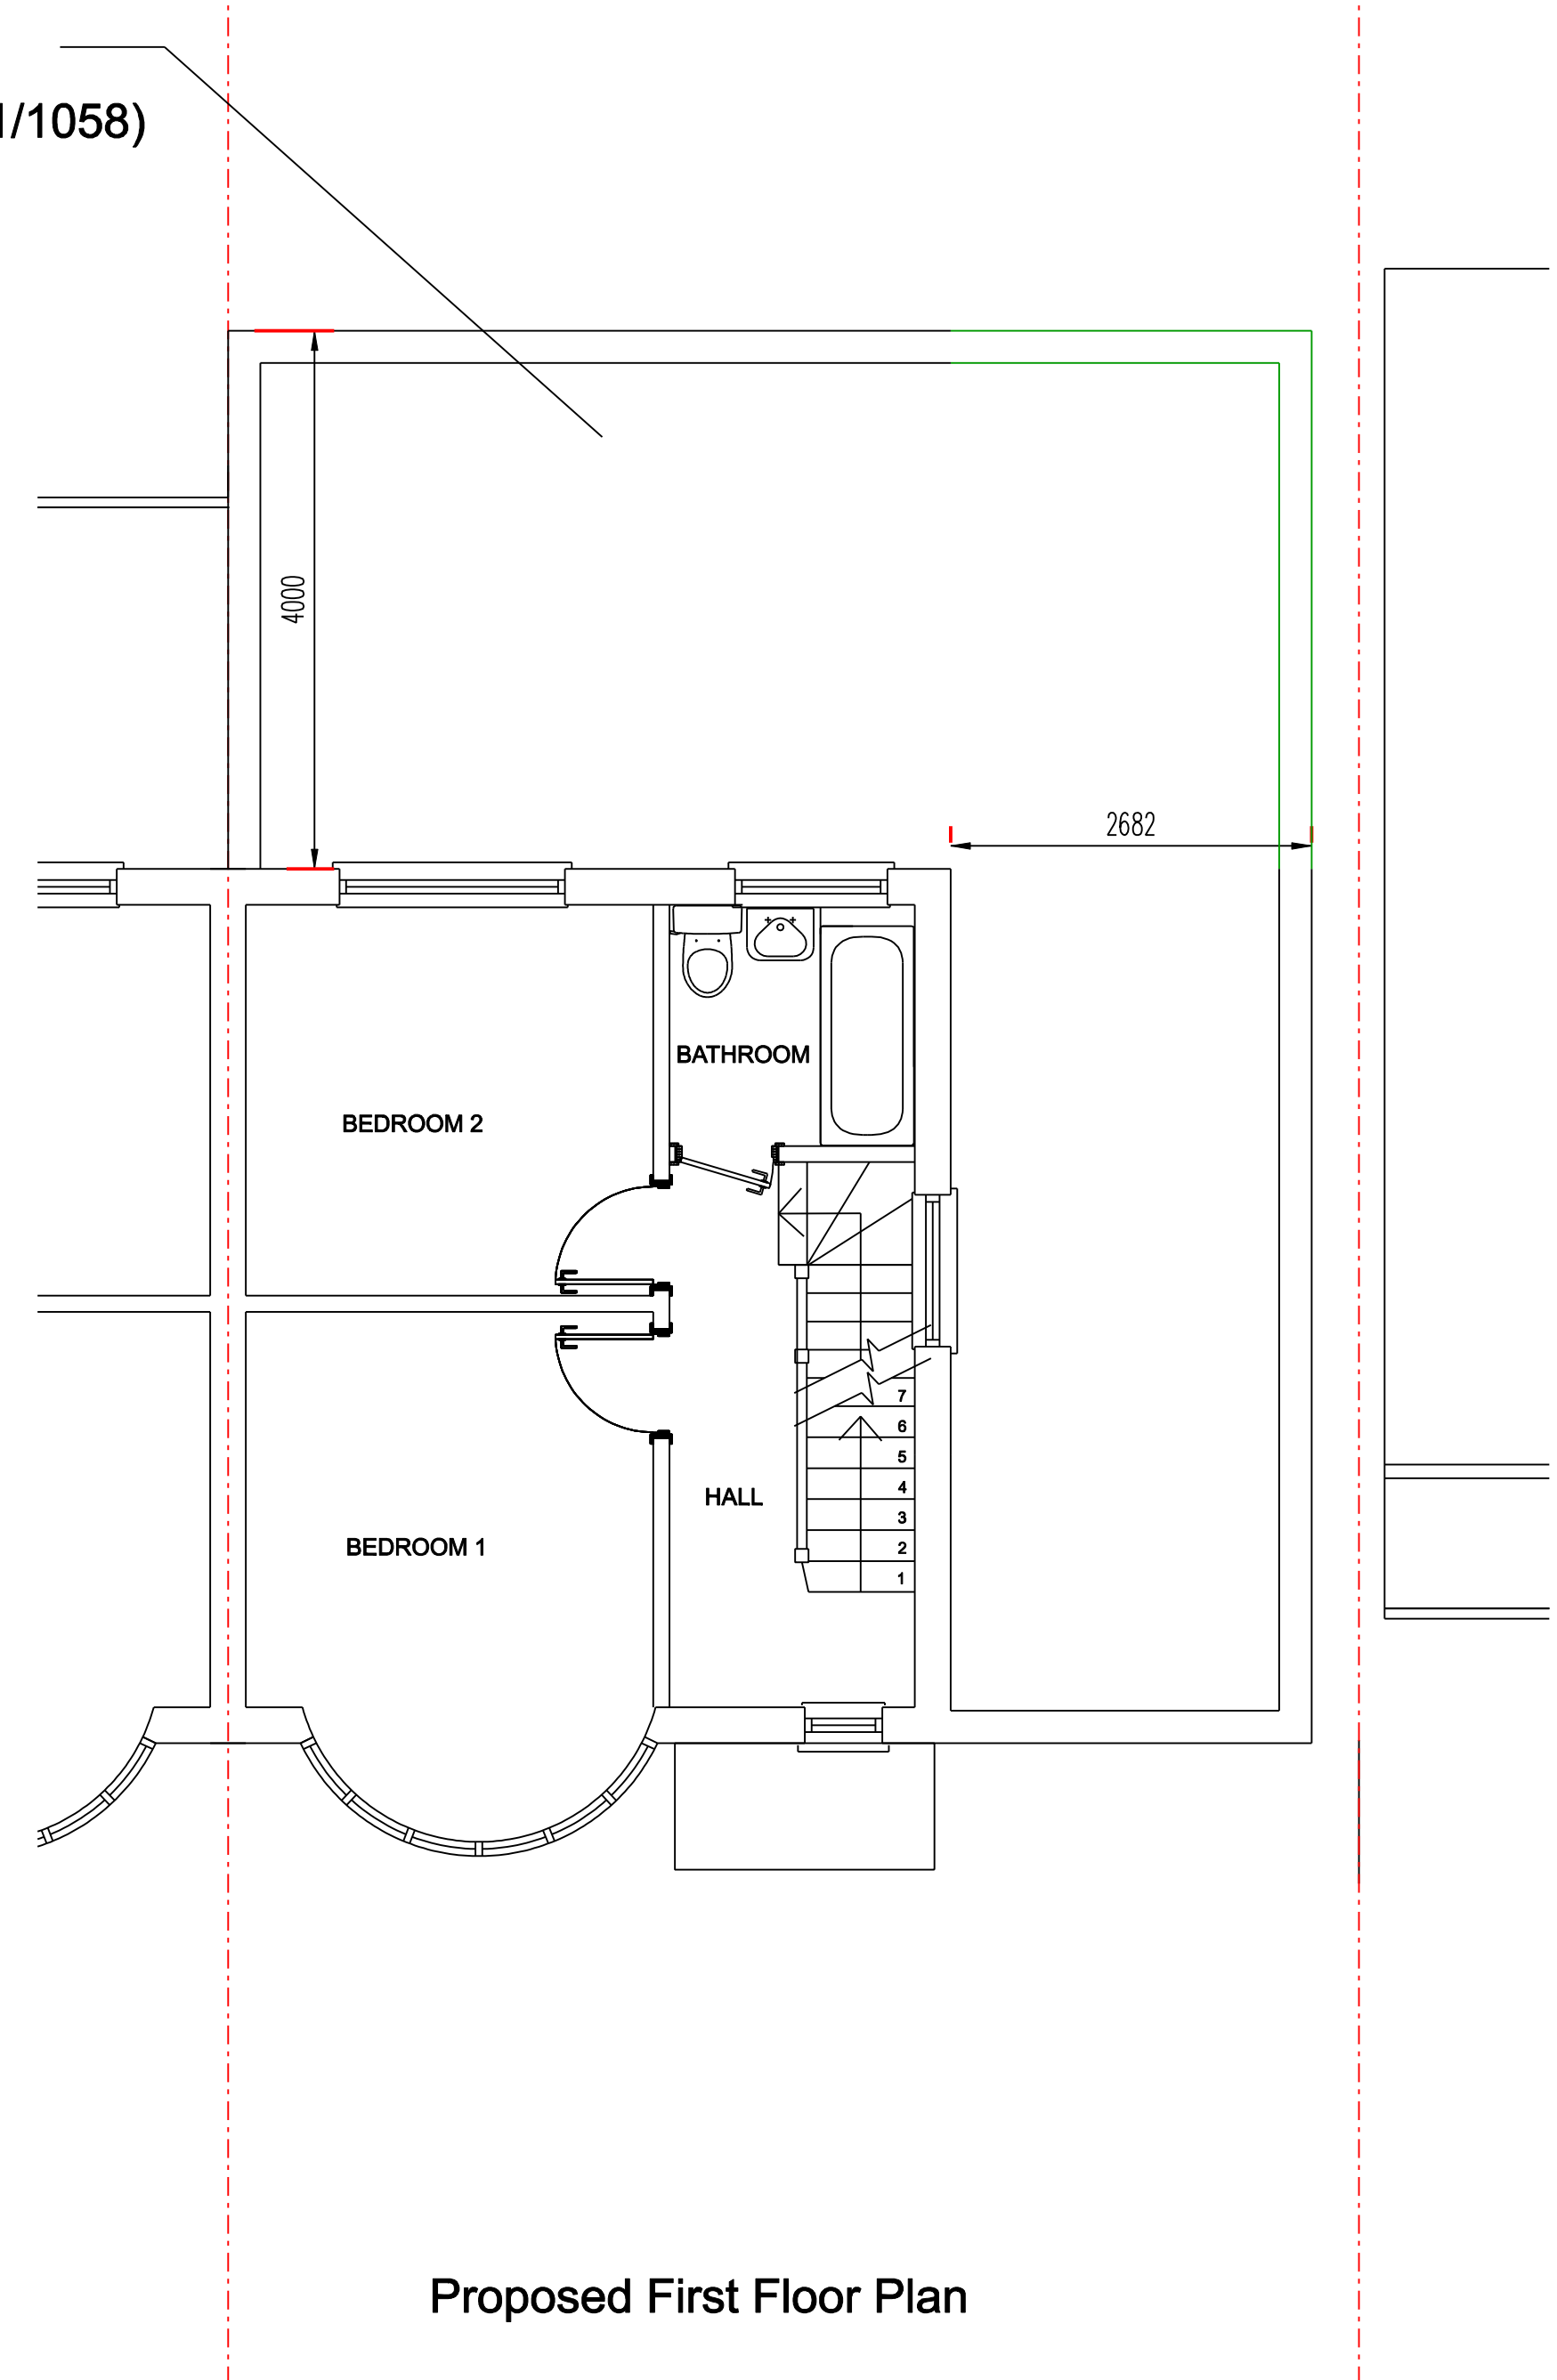 /1058)
4000
2682
BATHROOM
BEDROOM 2
7
6
5
4
HALL
3
2
BEDROOM 1
1
Proposed First Floor Plan